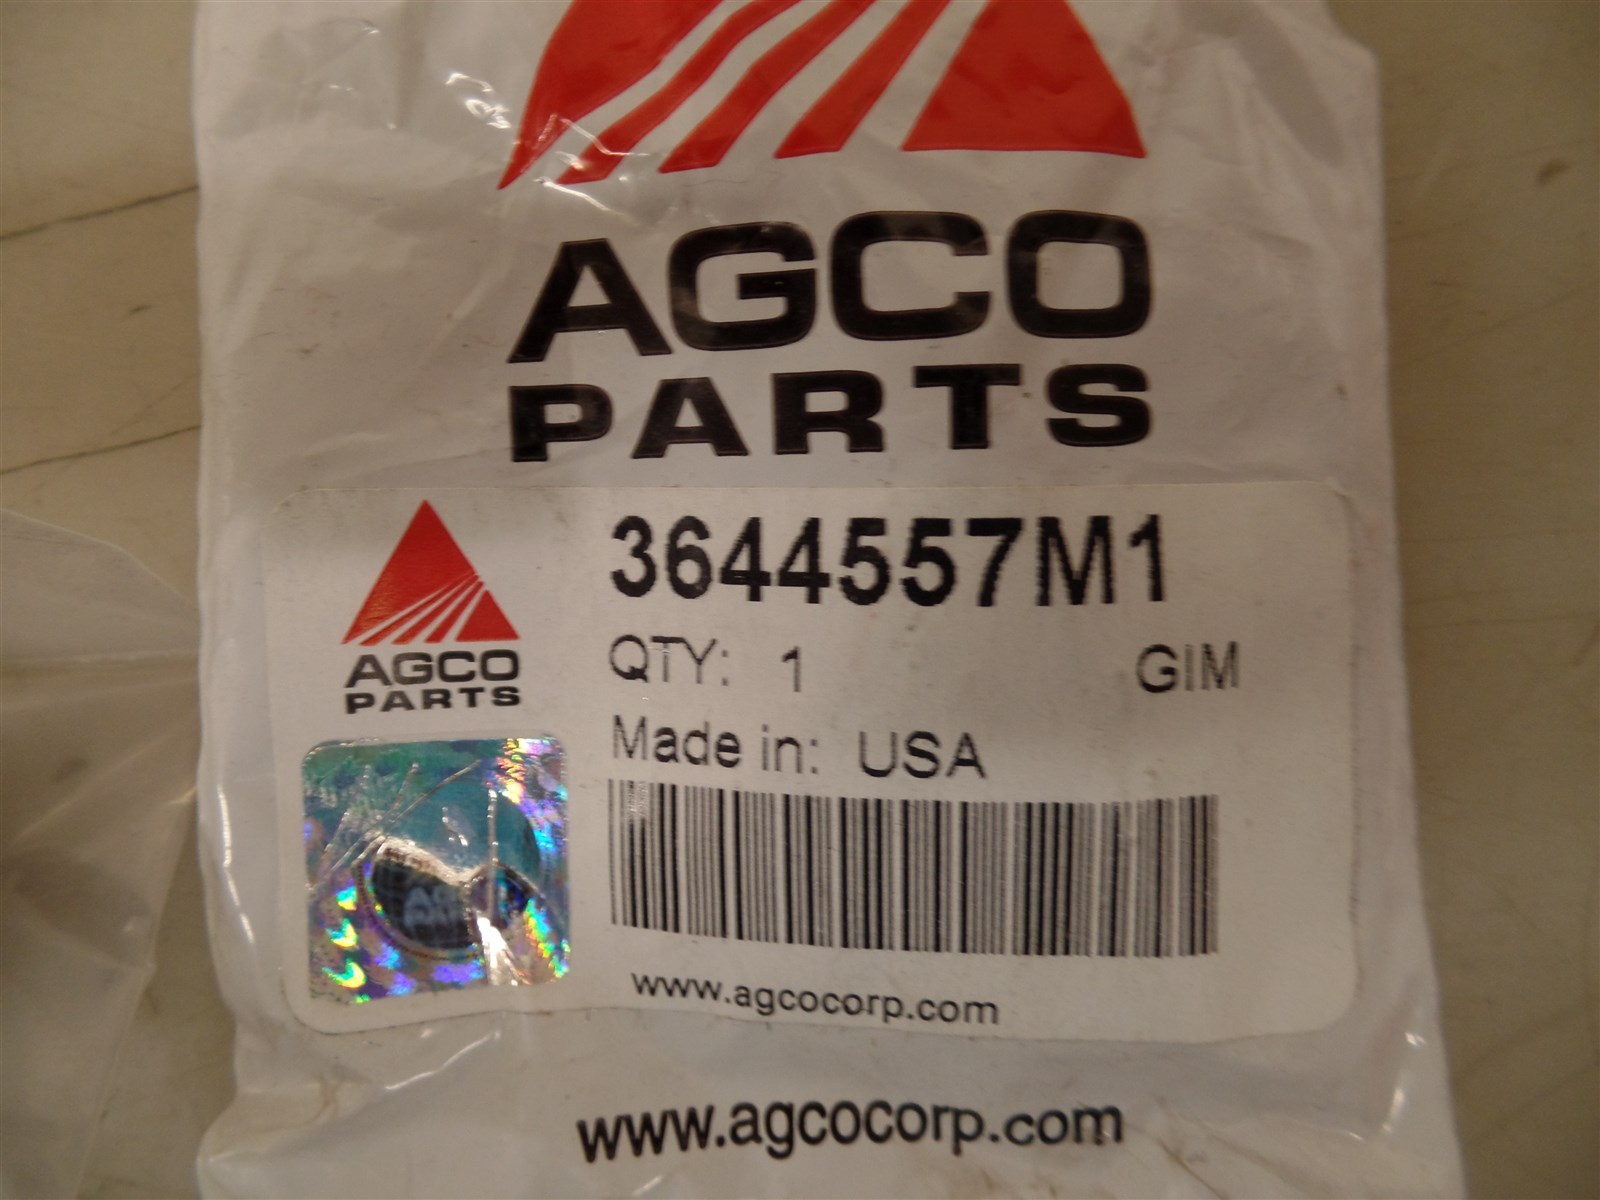 AGCO
PARTS
AGCO
PARTS
3644557M1
QTY: 1 GIM
Made in: USA
www.agcocorp.com
www.agcocorp.com